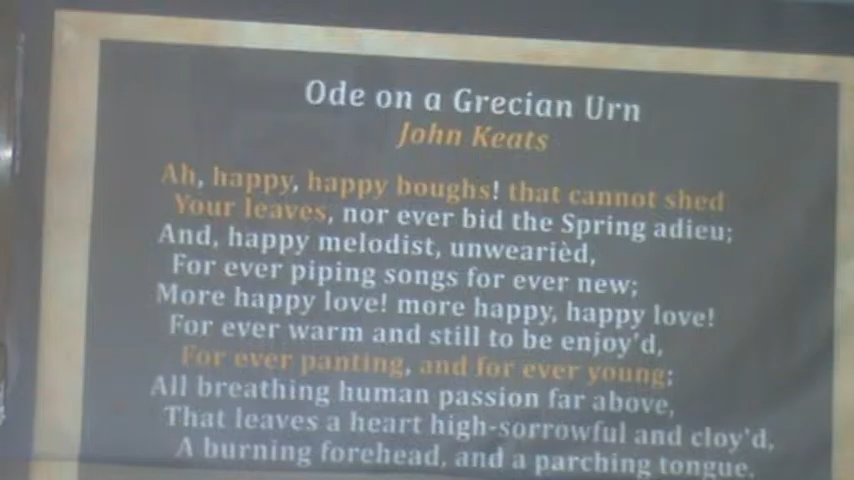 Ode on a Grecian Urn
John Keats
Ah, happy, happy boughs! that cannot shed
Your leaves, nor ever bid the Spring adieu;
And, happy melodist, unwearièd,
For ever piping songs for ever new;
More happy love! more happy, happy love!
For ever warm and still to be enjoy'd,
For ever panting, and for ever young;
All breathing human passion far above,
That leaves a heart high-sorrowful and cloy'd,
A burning forehead, and a parching tongue.